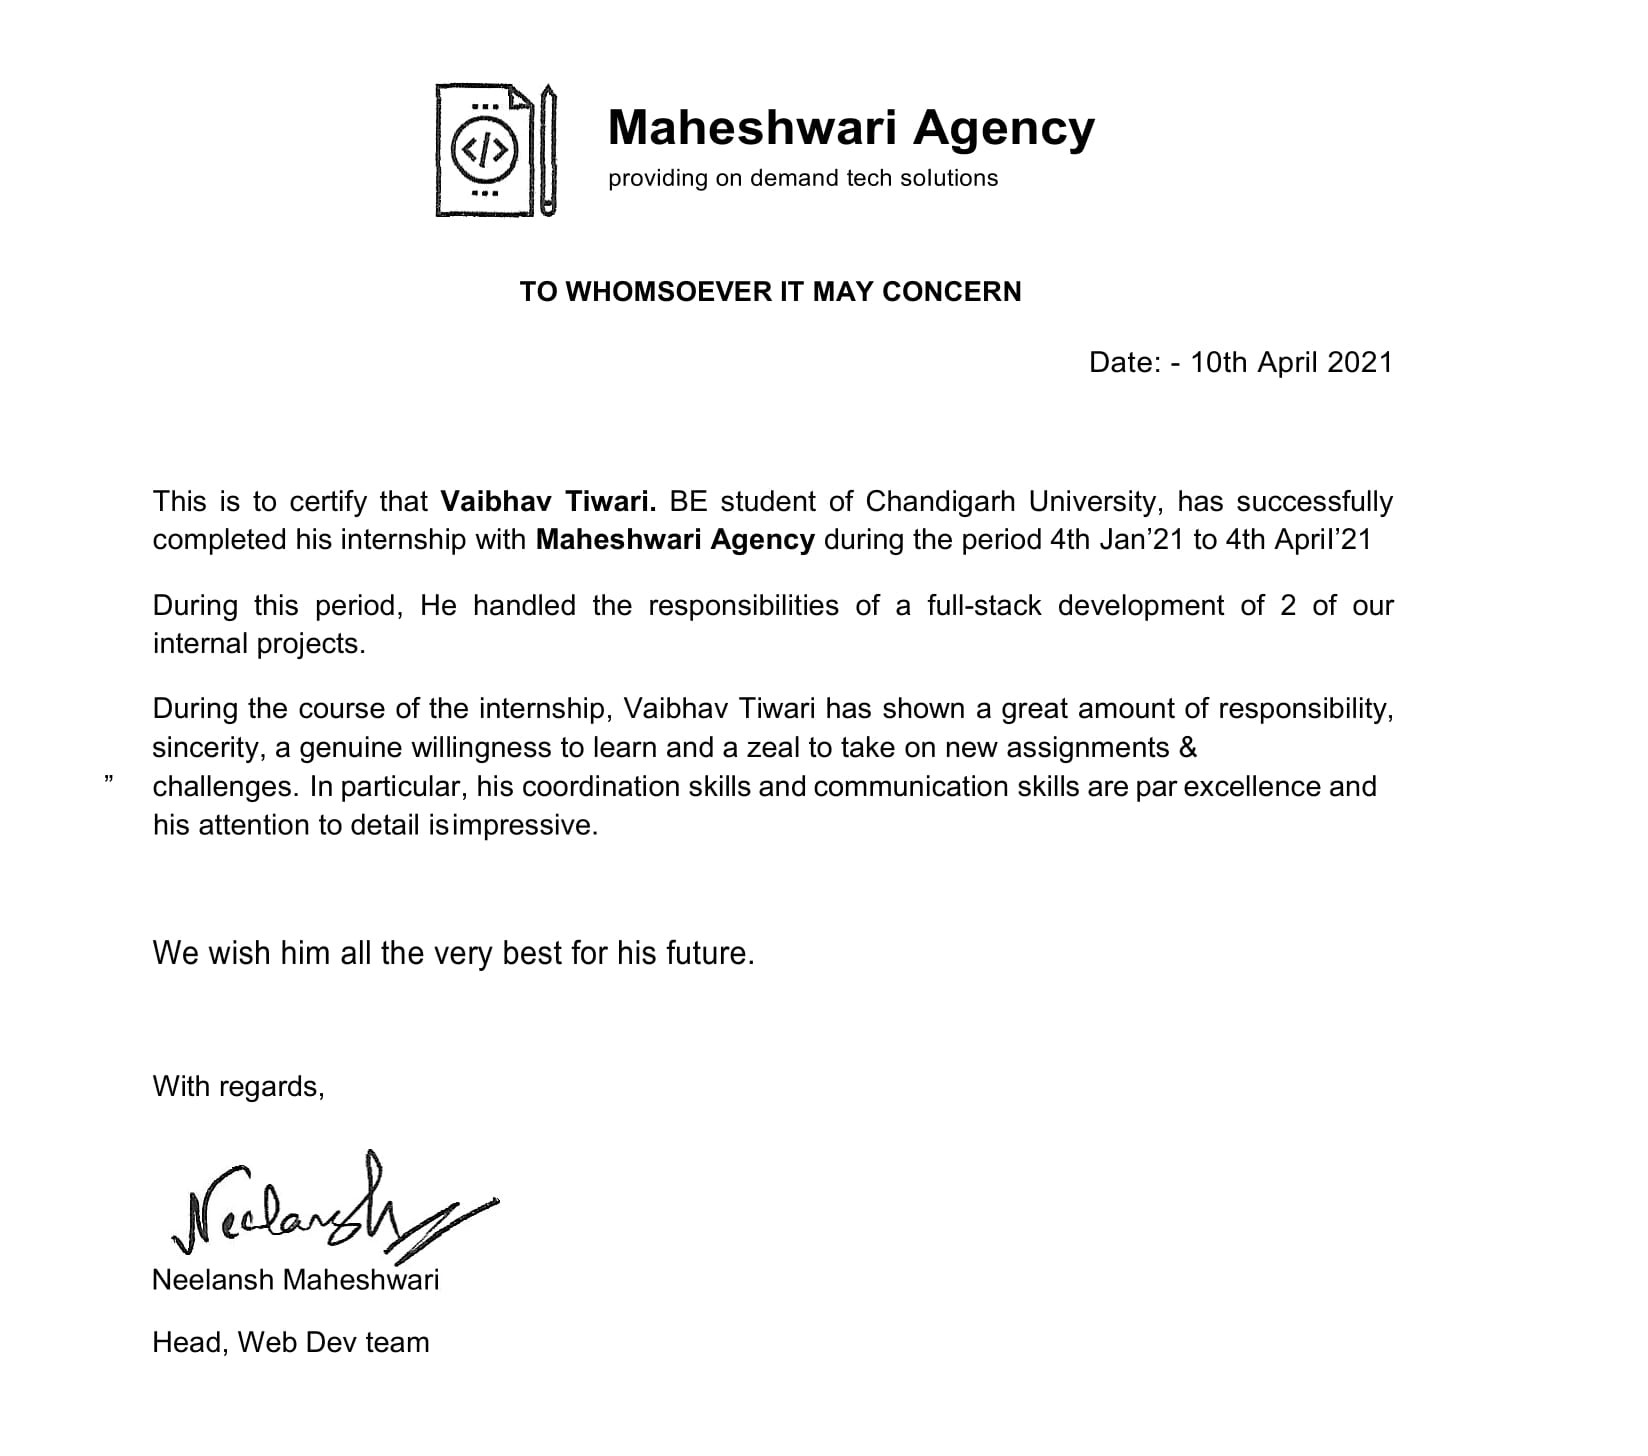 </>
Maheshwari Agency
providing on demand tech solutions
TO WHOMSOEVER IT MAY CONCERN
Date: - 10th April 2021
This is to certify that Vaibhav Tiwari. BE student of Chandigarh University, has successfully
completed his internship with Maheshwari Agency during the period 4th Jan’21 to 4th April’21
During this period, He handled the responsibilities of a full-stack development of 2 of our
internal projects.
During the course of the internship, Vaibhav Tiwari has shown a great amount of responsibility,
sincerity, a genuine willingness to learn and a zeal to take on new assignments &
” challenges. In particular, his coordination skills and communication skills are par excellence and
his attention to detail isimpressive.
We wish him all the very best for his future.
With regards,
Neelansh
Neelansh Maheshwari
Head, Web Dev team